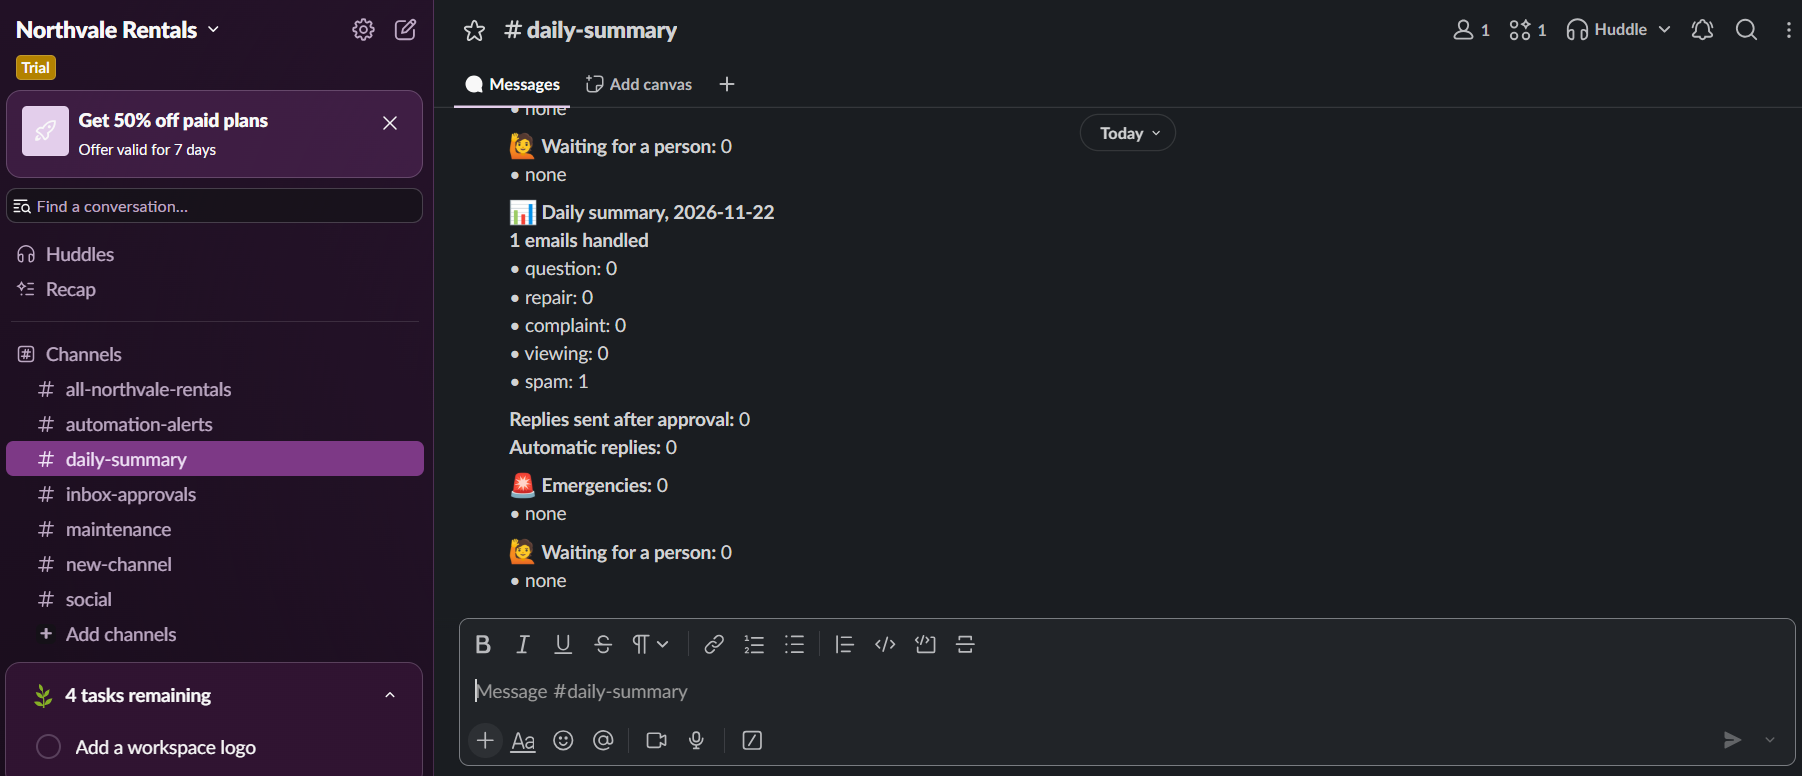 Northvale Rentals
Trial
Get 50% off paid plans
Offer valid for 7 days
Find a conversation...
Huddles
Recap
Channels
# all-northvale-rentals
# automation-alerts
# daily-summary
# inbox-approvals
# maintenance
# new-channel
# social
+ Add channels
4 tasks remaining
Add a workspace logo
# daily-summary
1
1
Huddle
Messages
Add canvas
Today
• none
Waiting for a person: 0
• none
Daily summary, 2026-11-22
1 emails handled
• question: 0
• repair: 0
• complaint: 0
• viewing: 0
• spam: 1
Replies sent after approval: 0
Automatic replies: 0
Emergencies: 0
• none
Waiting for a person: 0
• none
Message #daily-summary
Aa